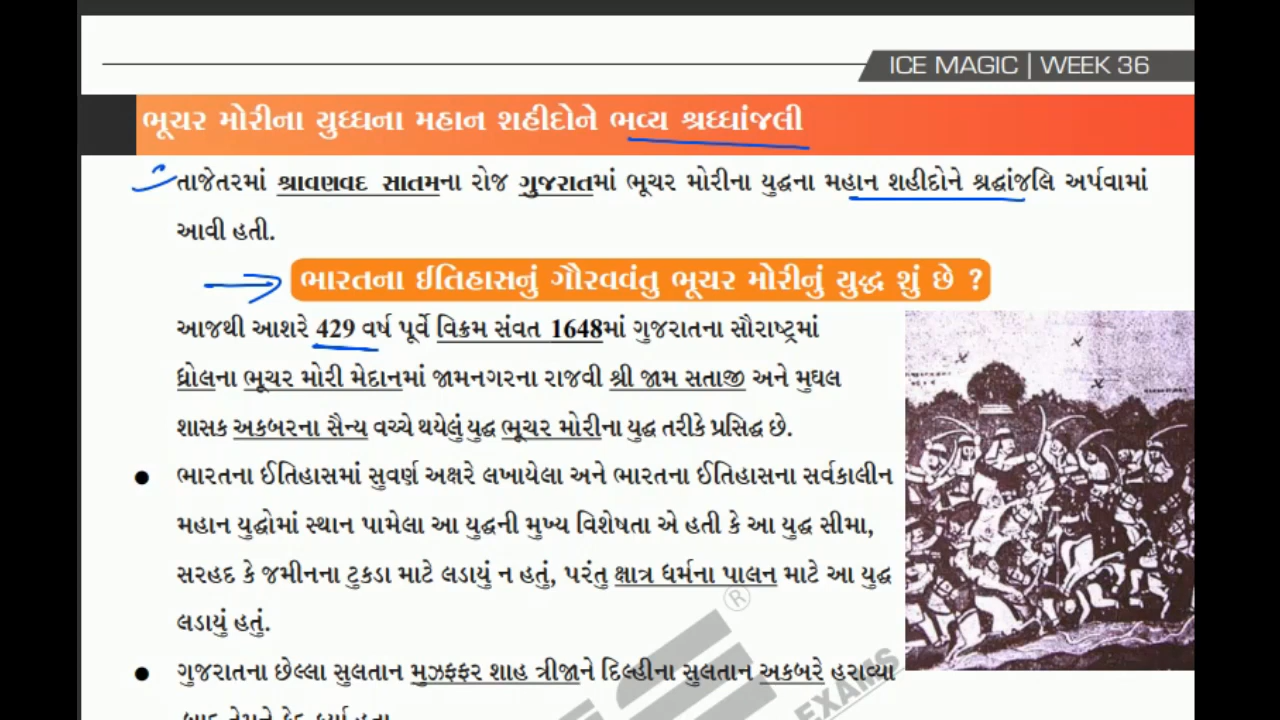 ICE MAGIC | WEEK 36
ભૂચર મોરીના યુધ્ધના મહાન શહીદોને ભવ્ય શ્રધ્ધાંજલી
તાજેતરમાં શ્રાવણવદ સાતમના રોજ ગુજરાતમાં ભૂચર મોરીના યુદ્ધના મહાન શહીદોને શ્રદ્ધાંજલિ અર્પવામાં
આવી હતી.
ભારતના ઈતિહાસનું ગૌરવવંતુ ભૂચર મોરીનું યુદ્ધ શું છે ?
આજથી આશરે 429 વર્ષ પૂર્વે વિક્રમ સંવત 1648માં ગુજરાતના સૌરાષ્ટ્રમાં
ધ્રોલના ભૂચર મોરી મેદાનમાં જામનગરના રાજવી શ્રી જામ સતાજી અને મુઘલ
શાસક અકબરના સૈન્ય વચ્ચે થયેલું યુદ્ધ ભૂચર મોરીના યુદ્ધ તરીકે પ્રસિદ્ધ છે.
● ભારતના ઈતિહાસમાં સુવર્ણ અક્ષરે લખાયેલા અને ભારતના ઈતિહાસના સર્વકાલીન
મહાન યુદ્ધોમાં સ્થાન પામેલા આ યુદ્ધની મુખ્ય વિશેષતા એ હતી કે આ યુદ્ધ સીમા,
સરહદ કે જમીનના ટુકડા માટે લડાયું ન હતું, પરંતુ ક્ષાત્ર ધર્મના પાલન માટે આ યુદ્ધ
લડાયું હતું.
● ગુજરાતના છેલ્લા સુલતાન મુઝફફર શાહ ત્રીજાને દિલ્હીના સુલતાન અકબરે હરાવ્યા
EXAMS